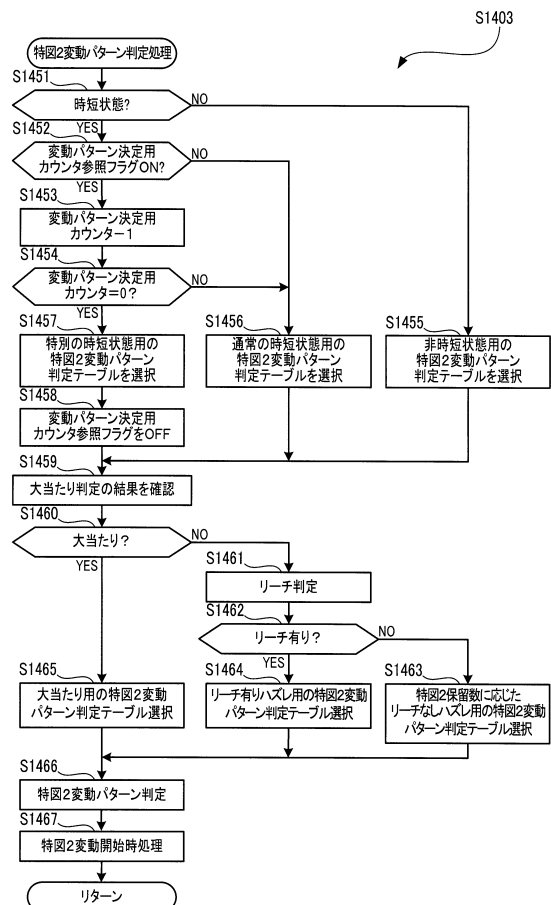 S1403
特図2変動パターン判定処理
S1451
時短状態?
NO
YES
S1452
変動パターン決定用
カウンタ参照フラグON?
NO
YES
S1453
変動パターン決定用
カウンタ−1
S1454
変動パターン決定用
カウンタ=0?
NO
YES
S1457
特別の時短状態用の
特図2変動パターン
判定テーブルを選択
S1456
通常の時短状態用の
特図2変動パターン
判定テーブルを選択
S1455
非時短状態用の
特図2変動パターン
判定テーブルを選択
S1458
変動パターン決定用
カウンタ参照フラグをOFF
S1459
大当たり判定の結果を確認
S1460
大当たり?
NO
YES
S1461
リーチ判定
S1462
リーチ有り?
NO
YES
S1465
大当たり用の特図2変動
パターン判定テーブル選択
S1464
リーチ有りハズレ用の特図2変動
パターン判定テーブル選択
S1463
特図2保留数に応じた
リーチなしハズレ用の特図2変動
パターン判定テーブル選択
S1466
特図2変動パターン判定
S1467
特図2変動開始時処理
リターン